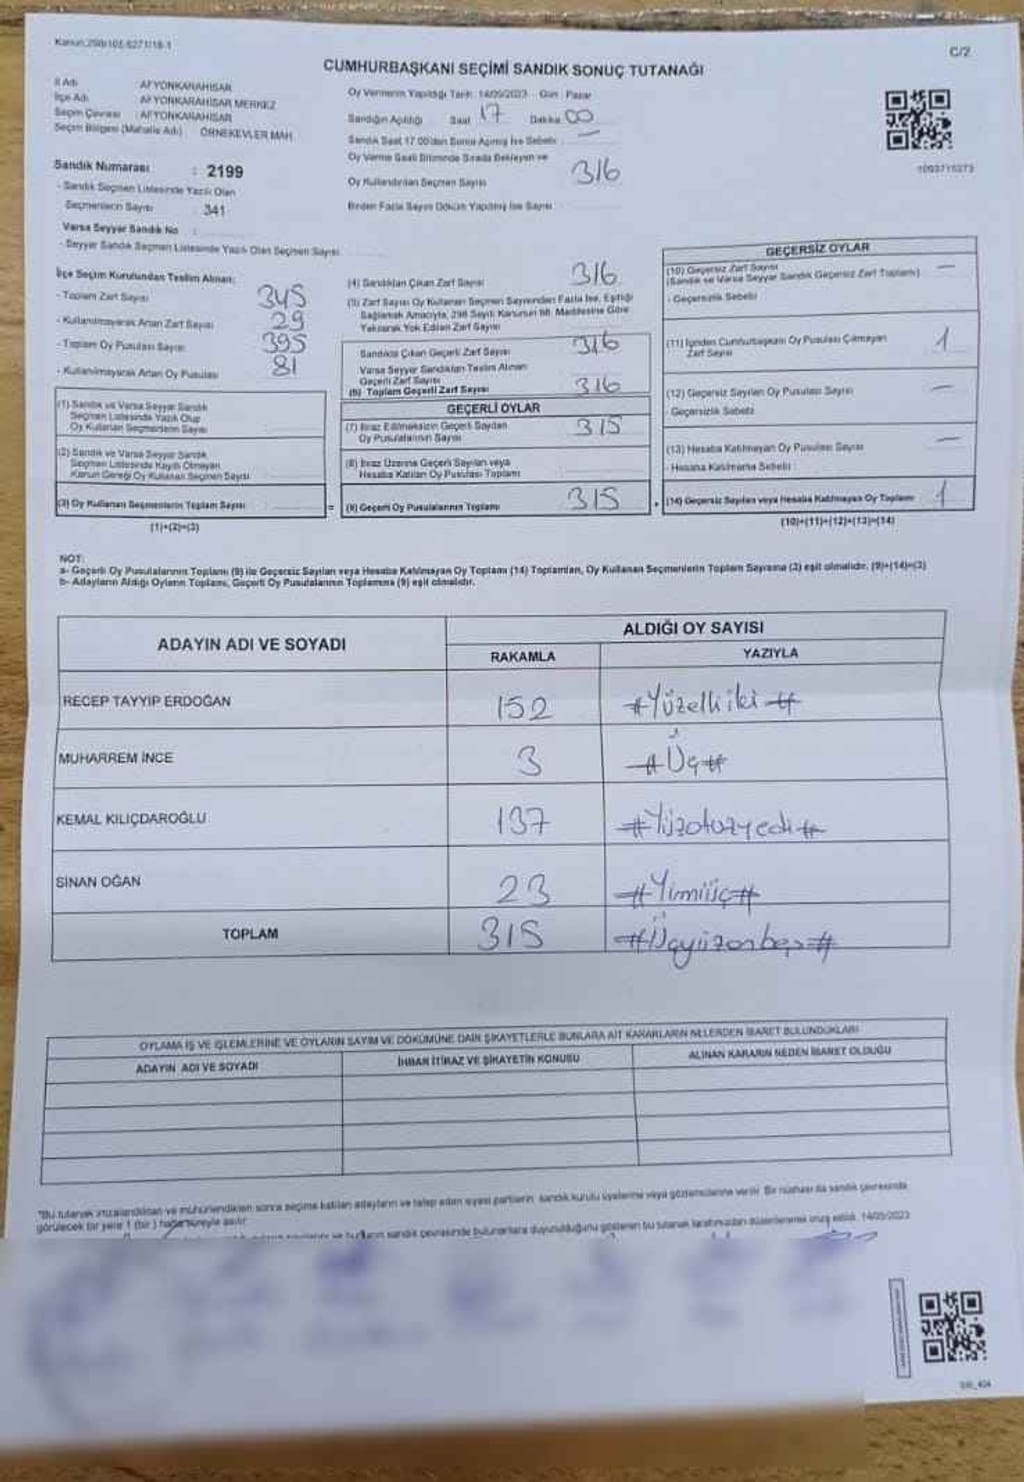 Kanun:298/105-6271/18-1
C/2
CUMHURBAŞKANI SEÇİMİ SANDIK SONUÇ TUTANAĞI
İl Adı : AFYONKARAHİSAR
İlçe Adı : AFYONKARAHİSAR MERKEZ
Seçim Çevresi : AFYONKARAHİSAR
Seçim Bölgesi (Mahalle Adı) : ÖRNEKEVLER MAH.
Sandık Numarası : 2199
- Sandık Seçmen Listesinde Yazılı Olan
Seçmenlerin Sayısı : 341
Varsa Seyyar Sandık No :
- Seyyar Sandık Seçmen Listesinde Yazılı Olan Seçmen Sayısı
Oy Vermenin Yapıldığı Tarih: 14/05/2023 Gün: Pazar
Sandığın Açıldığı Saat 17 Dakika 00
Sandık Saat 17.00'dan Sonra Açılmış İse Sebebi :
Oy Verme Saati Bitiminde Sırada Bekleyen ve
Oy Kullandırılan Seçmen Sayısı 316
Birden Fazla Sayım Döküm Yapılmış İse Sayısı
İlçe Seçim Kurulundan Teslim Alınan:
- Toplam Zarf Sayısı 345
- Kullanılmayarak Artan Zarf Sayısı 29
- Toplam Oy Pusulası Sayısı 395
- Kullanılmayarak Artan Oy Pusulası 81
(1) Sandık ve Varsa Seyyar Sandık
Seçmen Listesinde Yazılı Olup
Oy Kullanan Seçmenlerin Sayısı
(2) Sandık ve Varsa Seyyar Sandık
Seçmen Listesinde Kayıtlı Olmayan
Kanun Gereği Oy Kullanan Seçmen Sayısı
(3) Oy Kullanan Seçmenlerin Toplam Sayısı
(1)+(2)=(3)
(4) Sandıktan Çıkan Zarf Sayısı 316
(5) Zarf Sayısı Oy Kullanan Seçmen Sayısından Fazla İse, Eşitliği
Sağlamak Amacıyla, 298 Sayılı Kanunun 98. Maddesine Göre
Yakılarak Yok Edilen Zarf Sayısı
Sandıkta Çıkan Geçerli Zarf Sayısı 316
Varsa Seyyar Sandıktan Teslim Alınan
Geçerli Zarf Sayısı
(6) Toplam Geçerli Zarf Sayısı 316
GEÇERLİ OYLAR
(7) İtiraz Edilmeksizin Geçerli Sayılan
Oy Pusulalarının Sayısı 315
(8) İtiraz Üzerine Geçerli Sayılan veya
Hesaba Katılan Oy Pusulası Toplamı
= (9) Geçerli Oy Pusulalarının Toplamı 315
GEÇERSİZ OYLAR
(10) Geçersiz Zarf Sayısı —
(Sandık ve Varsa Seyyar Sandık Geçersiz Zarf Toplamı)
- Geçersizlik Sebebi
(11) İçinden Cumhurbaşkanı Oy Pusulası Çıkmayan
Zarf Sayısı 1
(12) Geçersiz Sayılan Oy Pusulası Sayısı —
- Geçersizlik Sebebi
(13) Hesaba Katılmayan Oy Pusulası Sayısı —
- Hesaba Katılmama Sebebi
+ (14) Geçersiz Sayılan veya Hesaba Katılmayan Oy Toplamı 1
(10)+(11)+(12)+(13)=(14)
NOT:
a- Geçerli Oy Pusulalarının Toplamı (9) ile Geçersiz Sayılan veya Hesaba Katılmayan Oy Toplamı (14) Toplamları, Oy Kullanan Seçmenlerin Toplam Sayısına (3) eşit olmalıdır. (9)+(14)=(3)
b- Adayların Aldığı Oyların Toplamı, Geçerli Oy Pusulalarının Toplamına (9) eşit olmalıdır.
ADAYIN ADI VE SOYADI
ALDIĞI OY SAYISI
RAKAMLA YAZIYLA
RECEP TAYYİP ERDOĞAN 152 #Yüzelliiki#
MUHARREM İNCE 3 #Üç#
KEMAL KILIÇDAROĞLU 137 #Yüzotuzyedi#
SİNAN OĞAN 23 #Yirmiüç#
TOPLAM 315 #Üçyüzonbeş#
OYLAMA İŞ VE İŞLEMLERİNE VE OYLARIN SAYIM VE DÖKÜMÜNE DAİR ŞİKAYETLERLE BUNLARA AİT KARARLARIN NELERDEN İBARET BULUNDUKLARI
ADAYIN ADI VE SOYADI
İHBAR İTİRAZ VE ŞİKAYETİN KONUSU
ALINAN KARARIN NEDEN İBARET OLDUĞU
"Bu tutanak imzalandıktan ve mühürlendikten sonra seçime katılan adayların ve talep eden siyasi partilerin sandık kurulu üyelerine veya gözlemcilerine verilir. Bir nüshası da sandık çevresinde
görülecek bir yere 1 (bir) hafta süreyle asılır.
sandık çevresinde bulunanlara duyurulduğunu gösteren bu tutanak tarafımızdan düzenlenerek imza edildi. 14/05/2023